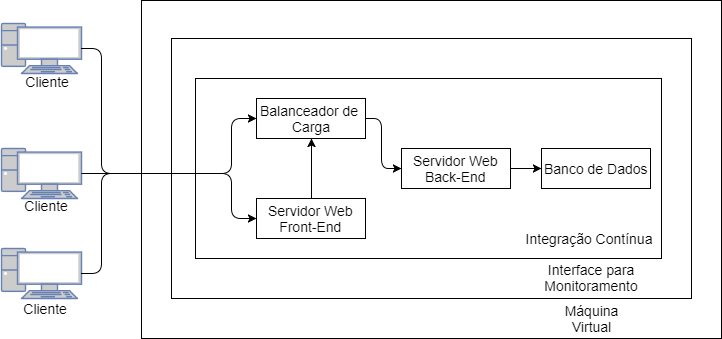 Cliente
Cliente
Cliente
Balanceador de
Carga
Servidor Web
Front-End
Servidor Web
Back-End
Banco de Dados
Integração Contínua
Interface para
Monitoramento
Máquina
Virtual